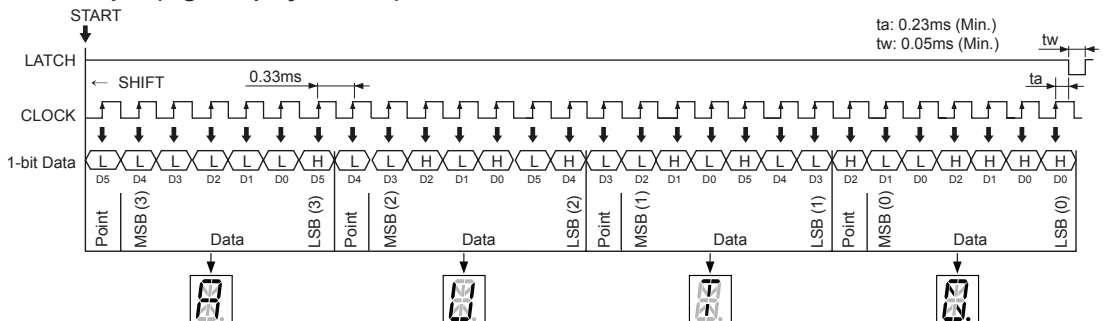 START
ta: 0.23ms (Min.)
tw: 0.05ms (Min.)
tw
LATCH
← SHIFT
0.33ms
ta
CLOCK
1-bit Data L L L L L L H L L H L H L H L L H L H L L H L L H H H H
D5 D4 D3 D2 D1 D0 D5 D4 D3 D2 D1 D0 D5 D4 D3 D2 D1 D0 D5 D4 D3 D2 D1 D0 D2 D1 D0 D0
Point MSB (3) Data LSB (3) Point MSB (2) Data LSB (2) Point MSB (1) Data LSB (1) Point MSB (0) Data LSB (0)
A U T N.